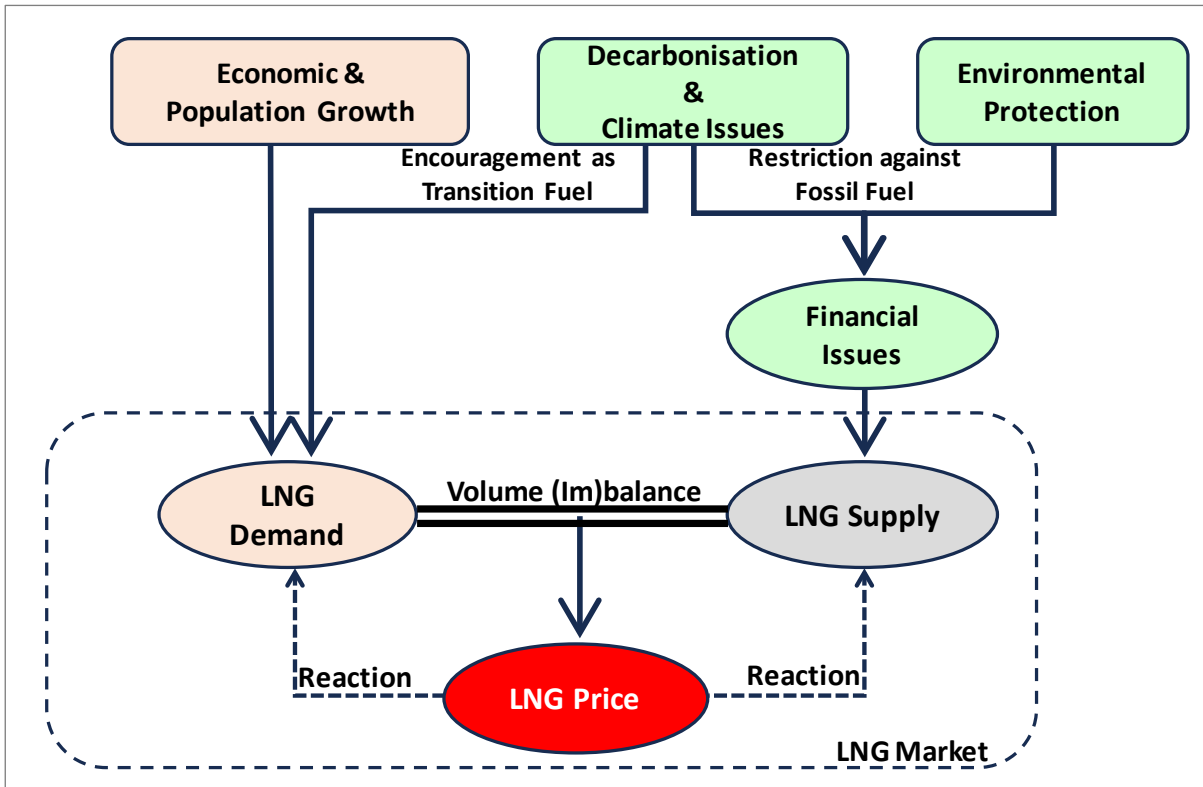 Economic &
Population Growth
Decarbonisation
&
Climate Issues
Environmental
Protection
Encouragement as
Transition Fuel
Restriction against
Fossil Fuel
Financial
Issues
LNG
Demand
Volume (Im)balance
LNG Supply
Reaction
LNG Price
Reaction
LNG Market